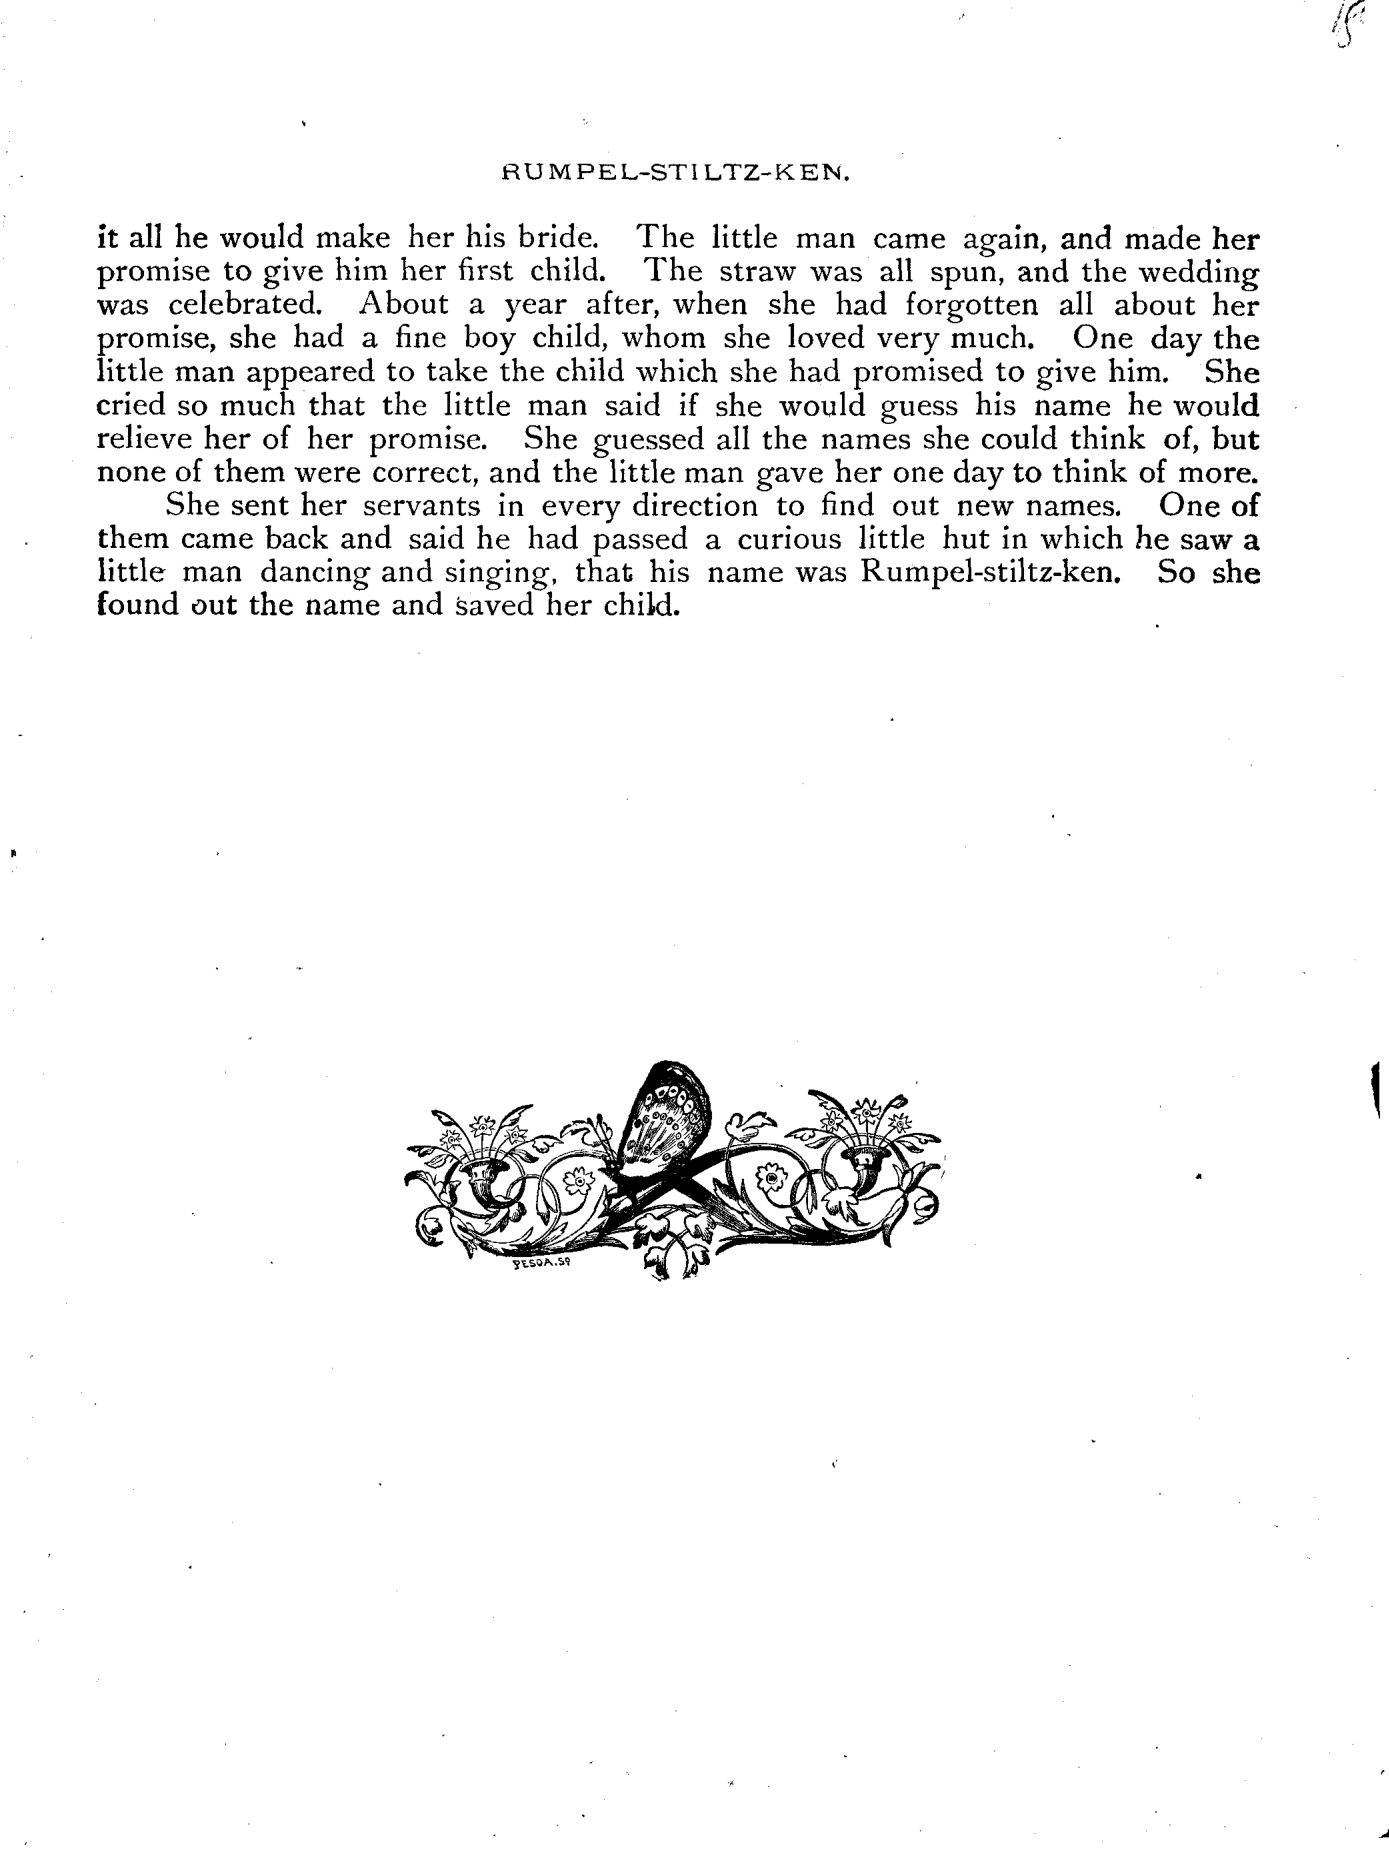 RUMPEL-STILTZ-KEN.
it all he would make her his bride. The little man came again, and made her
promise to give him her first child. The straw was all spun, and the wedding
was celebrated. About a year after, when she had forgotten all about her
promise, she had a fine boy child, whom she loved very much. One day the
little man appeared to take the child which she had promised to give him. She
cried so much that the little man said if she would guess his name he would
relieve her of her promise. She guessed all the names she could think of, but
none of them were correct, and the little man gave her one day to think of more.
She sent her servants in every direction to find out new names. One of
them came back and said he had passed a curious little hut in which he saw a
little man dancing and singing, that his name was Rumpel-stiltz-ken. So she
found out the name and saved her child.